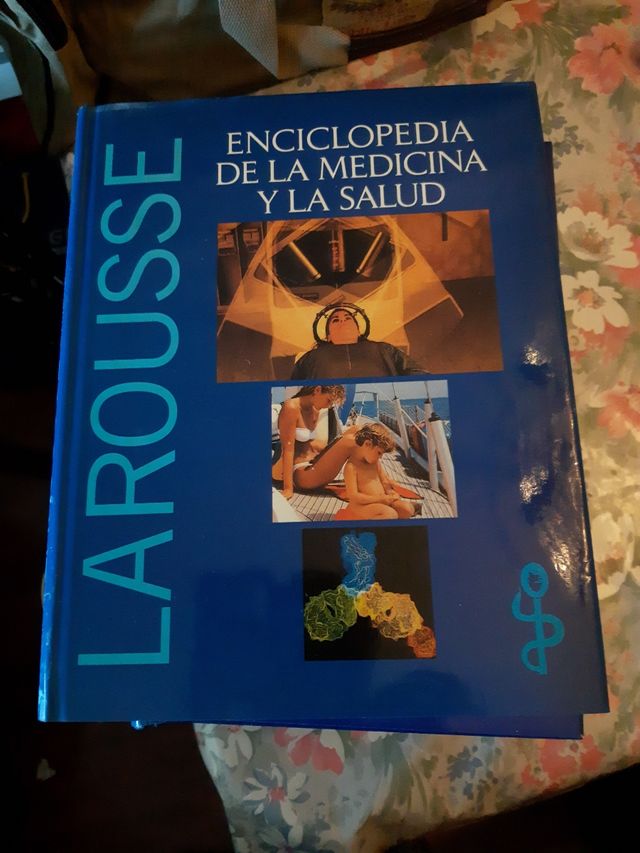 LAROUSSE
ENCICLOPEDIA
DE LA MEDICINA
Y LA SALUD